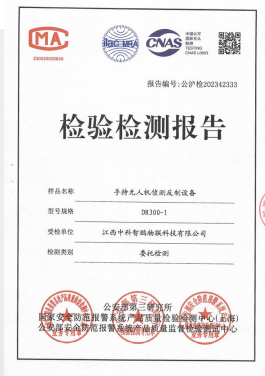 MA
230020029048
ilac-MRA
CNAS
中国认可
国际互认
检测
TESTING
报告编号:公沪检202342333
检验检测报告
样品名称 手持无人机侦测反制设备
型号规格 DR300-I
受检单位 江西中科智鹏物联科技有限公司
检测类别 委托检测
公安部第三研究所
国家安全防范报警系统产品质量检验检测中心(上海)
公安部安全防范报警系统产品质量监督检验测试中心